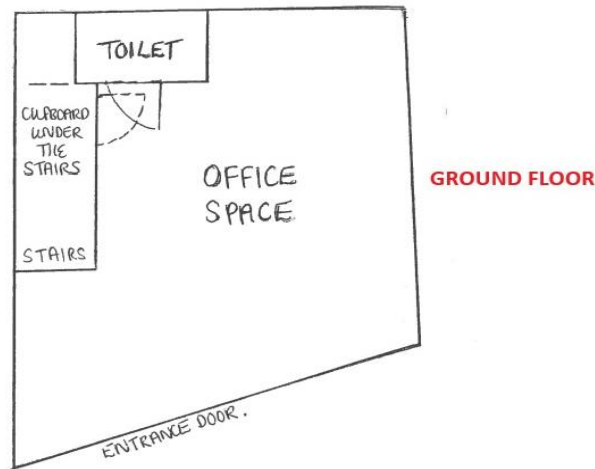 TOILET
CUPBOARD
UNDER
THE
STAIRS
OFFICE
SPACE
GROUND FLOOR
STAIRS
ENTRANCE DOOR.